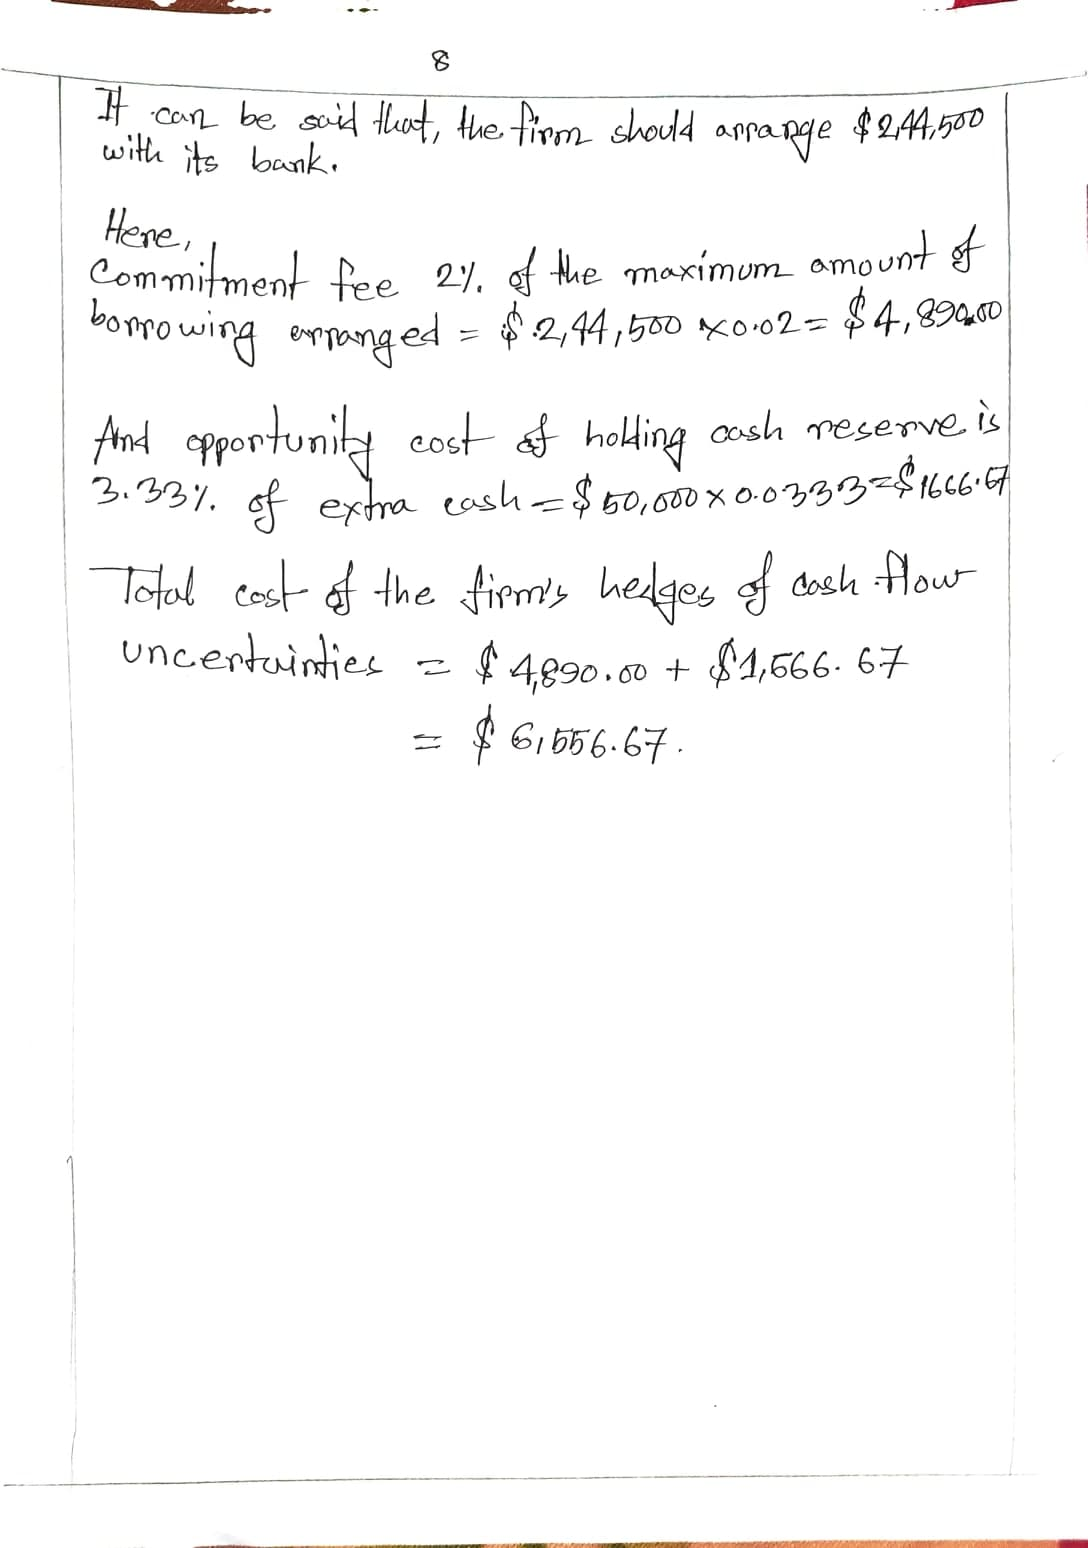 8
It can be said that, the firm should arrange $2,44,500
with its bank.
Here,
Commitment fee 2% of the maximum amount of
borrowing arranged = $2,44,500 x0.02= $4,890.00
And opportunity cost of holding cash reserve is
3.33% of extra cash = $50,000 x 0.0333=$1666.67
Total cost of the firm's hedges of cash flow
uncertainties = $4,890.00 + $1,666.67
= $6,556.67.